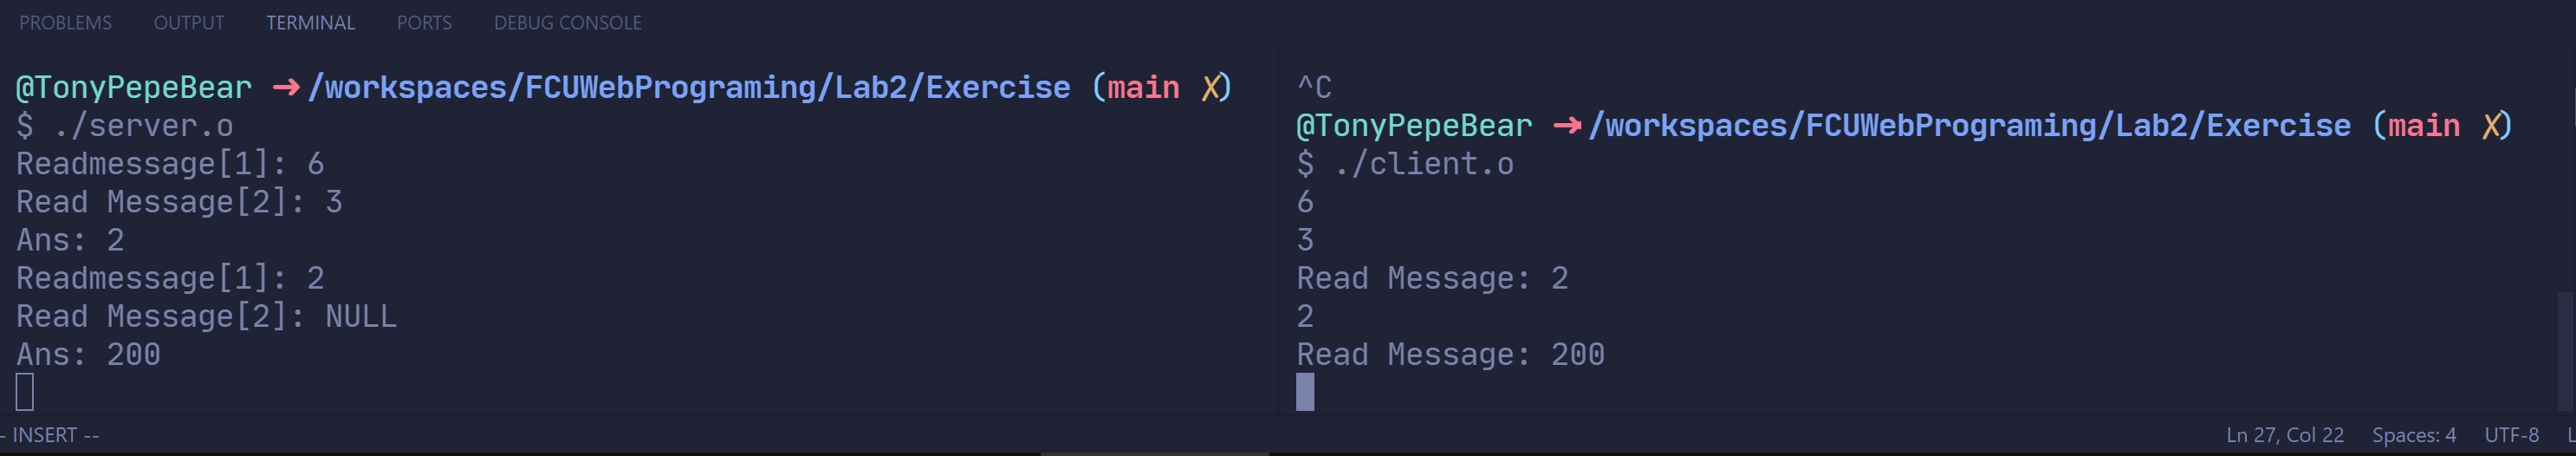 PROBLEMS OUTPUT TERMINAL PORTS DEBUG CONSOLE
@TonyPepeBear ➜ /workspaces/FCUWebPrograming/Lab2/Exercise (main ✗)
$ ./server.o
Readmessage[1]: 6
Read Message[2]: 3
Ans: 2
Readmessage[1]: 2
Read Message[2]: NULL
Ans: 200
^C
@TonyPepeBear ➜ /workspaces/FCUWebPrograming/Lab2/Exercise (main ✗)
$ ./client.o
6
3
Read Message: 2
2
Read Message: 200
- INSERT --
Ln 27, Col 22 Spaces: 4 UTF-8 L